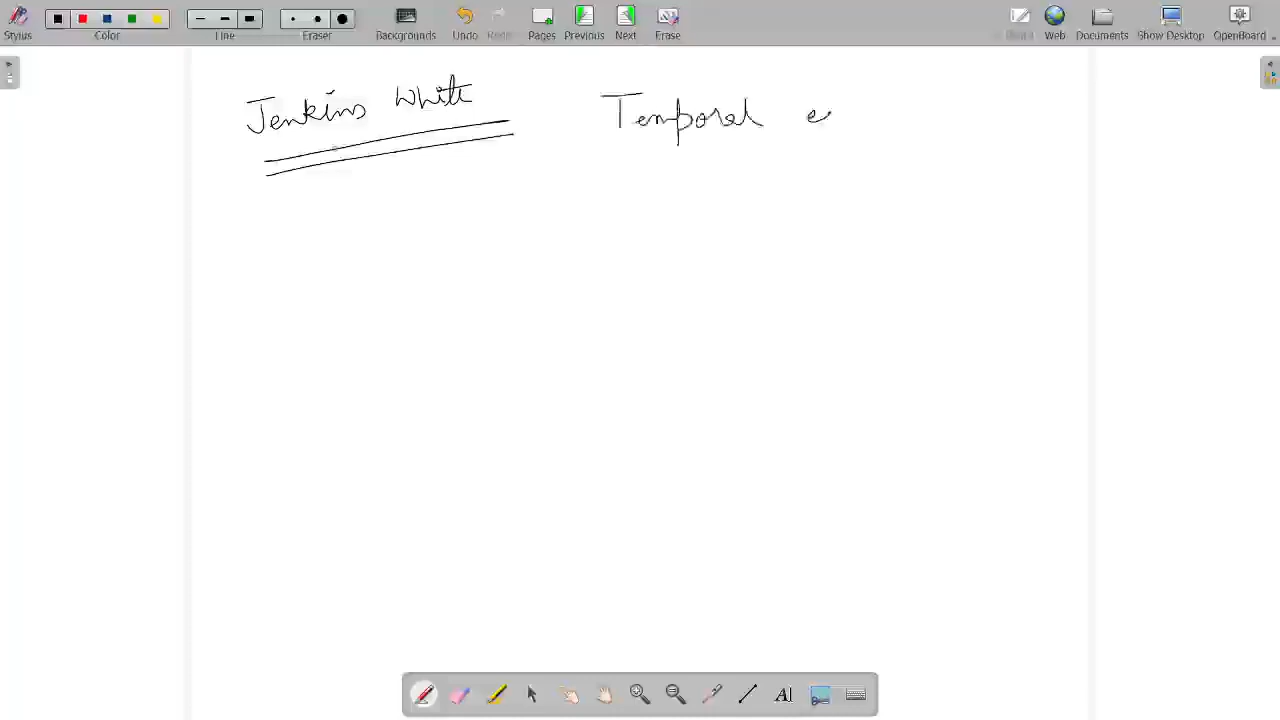 Stylus
Color
Line
Eraser
Backgrounds
Undo
Redo
Pages
Previous
Next
Erase
Board
Web
Documents
Show Desktop
OpenBoard
Jenkins White
Temporal e